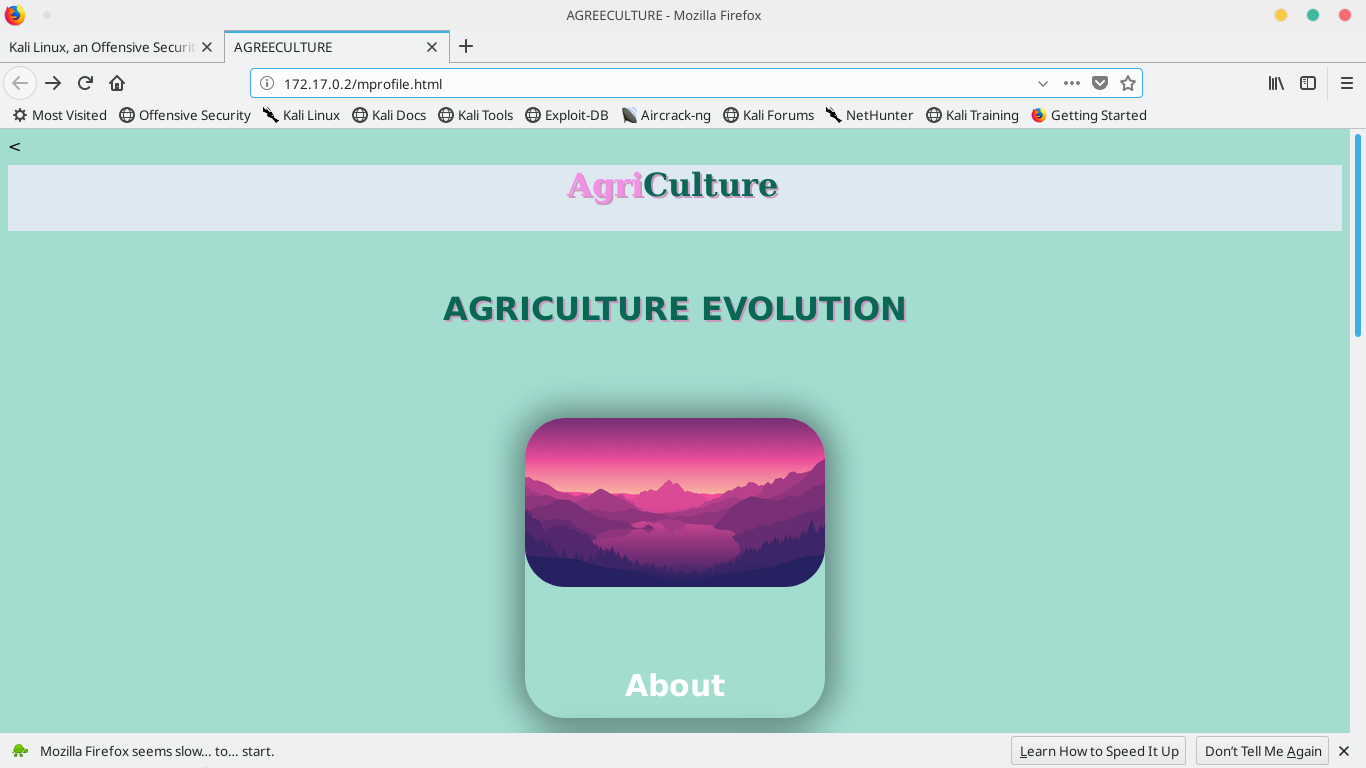 AGREECULTURE - Mozilla Firefox
Kali Linux, an Offensive Securit
AGREECULTURE
172.17.0.2/mprofile.html
Most Visited Offensive Security Kali Linux Kali Docs Kali Tools Exploit-DB Aircrack-ng Kali Forums NetHunter Kali Training Getting Started
<
AgriCulture
AGRICULTURE EVOLUTION
About
Mozilla Firefox seems slow... to... start. Learn How to Speed It Up Don't Tell Me Again